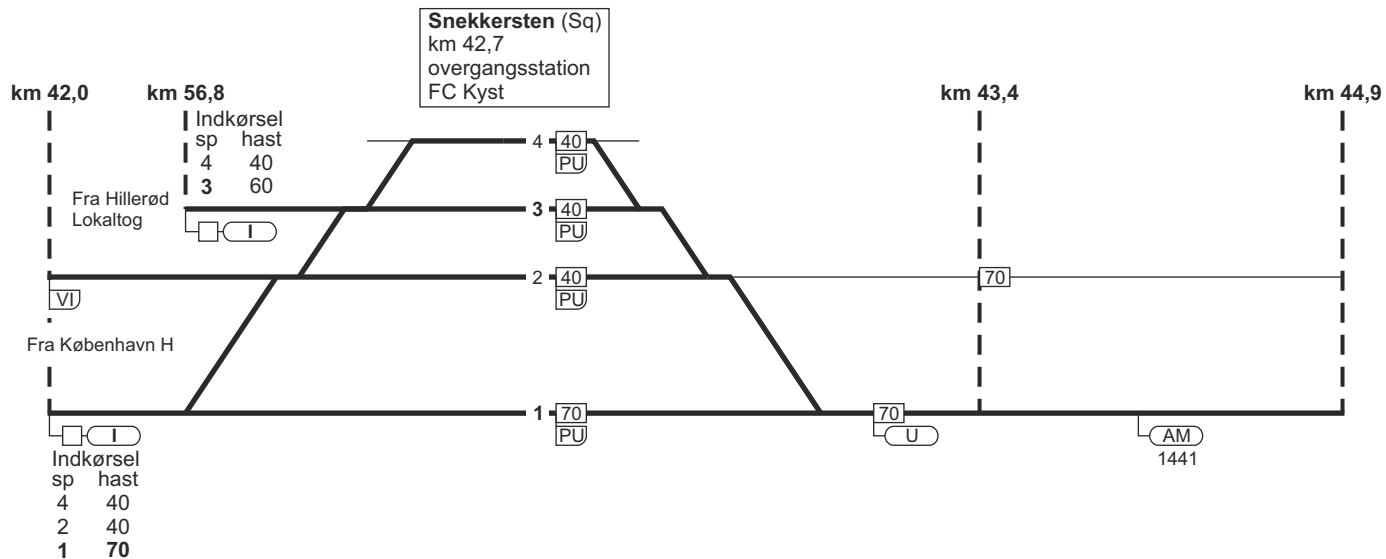 Snekkersten (Sq)
km 42,7
overgangsstation
FC Kyst
km 42,0
km 56,8
km 43,4
km 44,9
Indkørsel
sp hast
4 40
3 60
4 40
PU
Fra Hillerød
Lokaltog
I
3 40
PU
2 40
PU
70
VI
Fra København H
1 70
PU
70
U
I
AM
1441
Indkørsel
sp hast
4 40
2 40
1 70